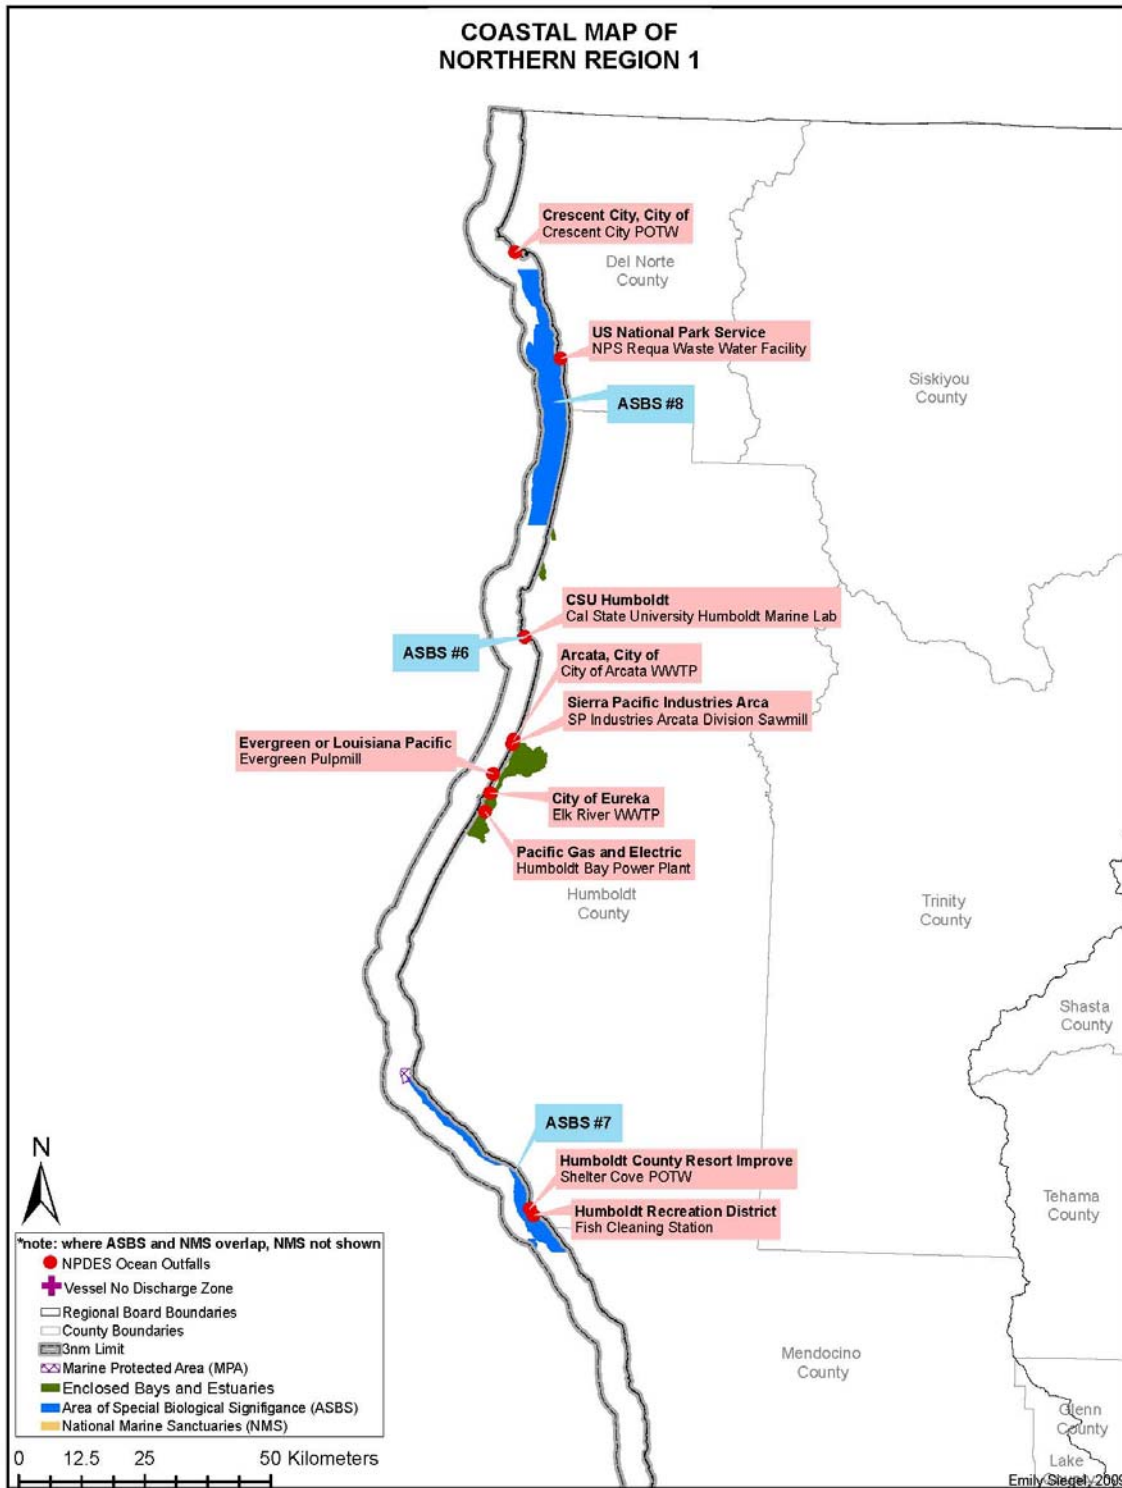 COASTAL MAP OF
NORTHERN REGION 1
Crescent City, City of
Crescent City POTW
Del Norte
County
US National Park Service
NPS Requa Waste Water Facility
Siskiyou
County
ASBS #8
CSU Humboldt
Cal State University Humboldt Marine Lab
ASBS #6
Arcata, City of
City of Arcata WWTP
Sierra Pacific Industries Arca
SP Industries Arcata Division Sawmill
Evergreen or Louisiana Pacific
Evergreen Pulpmill
City of Eureka
Elk River WWTP
Pacific Gas and Electric
Humboldt Bay Power Plant
Humboldt
County
Trinity
County
Shasta
County
ASBS #7
Humboldt County Resort Improve
Shelter Cove POTW
Humboldt Recreation District
Fish Cleaning Station
Tehama
County
N
*note: where ASBS and NMS overlap, NMS not shown
NPDES Ocean Outfalls
Vessel No Discharge Zone
Regional Board Boundaries
County Boundaries
3nm Limit
Marine Protected Area (MPA)
Enclosed Bays and Estuaries
Area of Special Biological Signifigance (ASBS)
National Marine Sanctuaries (NMS)
Mendocino
County
Glenn
County
Lake
0 12.5 25 50 Kilometers
Emily Siegel, 2009